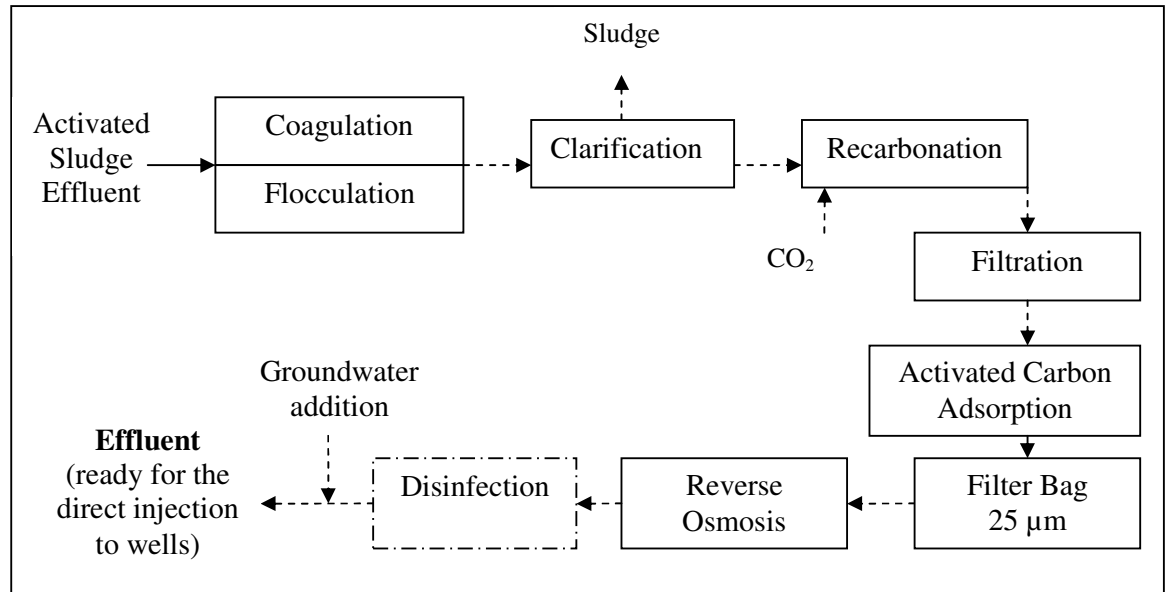 Sludge
Activated
Sludge
Effluent
Coagulation
Flocculation
Clarification
Recarbonation
CO₂
Filtration
Activated Carbon
Adsorption
Filter Bag
25 µm
Reverse
Osmosis
Disinfection
Groundwater
addition
Effluent
(ready for the
direct injection
to wells)